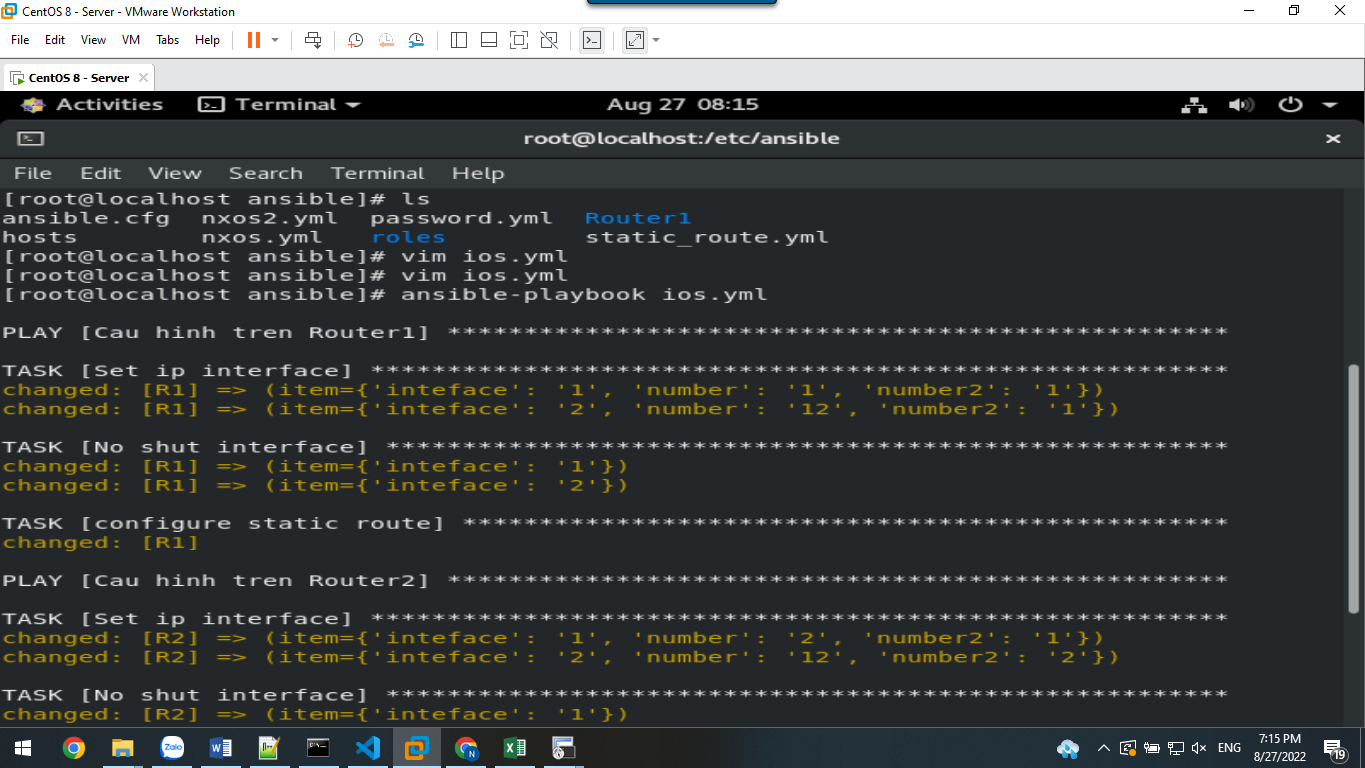 CentOS 8 - Server - VMware Workstation
File Edit View VM Tabs Help
CentOS 8 - Server
Activities Terminal Aug 27 08:15
root@localhost:/etc/ansible
File Edit View Search Terminal Help
[root@localhost ansible]# ls
ansible.cfg nxos2.yml password.yml Router1
hosts nxos.yml roles static_route.yml
[root@localhost ansible]# vim ios.yml
[root@localhost ansible]# vim ios.yml
[root@localhost ansible]# ansible-playbook ios.yml
PLAY [Cau hinh tren Router1] ***************************************************
TASK [Set ip interface] ********************************************************
changed: [R1] => (item={'inteface': '1', 'number': '1', 'number2': '1'})
changed: [R1] => (item={'inteface': '2', 'number': '12', 'number2': '1'})
TASK [No shut interface] *******************************************************
changed: [R1] => (item={'inteface': '1'})
changed: [R1] => (item={'inteface': '2'})
TASK [configure static route] **************************************************
changed: [R1]
PLAY [Cau hinh tren Router2] ***************************************************
TASK [Set ip interface] ********************************************************
changed: [R2] => (item={'inteface': '1', 'number': '2', 'number2': '1'})
changed: [R2] => (item={'inteface': '2', 'number': '12', 'number2': '2'})
TASK [No shut interface] *******************************************************
changed: [R2] => (item={'inteface': '1'})
Zalo
ENG
7:15 PM
8/27/2022
19